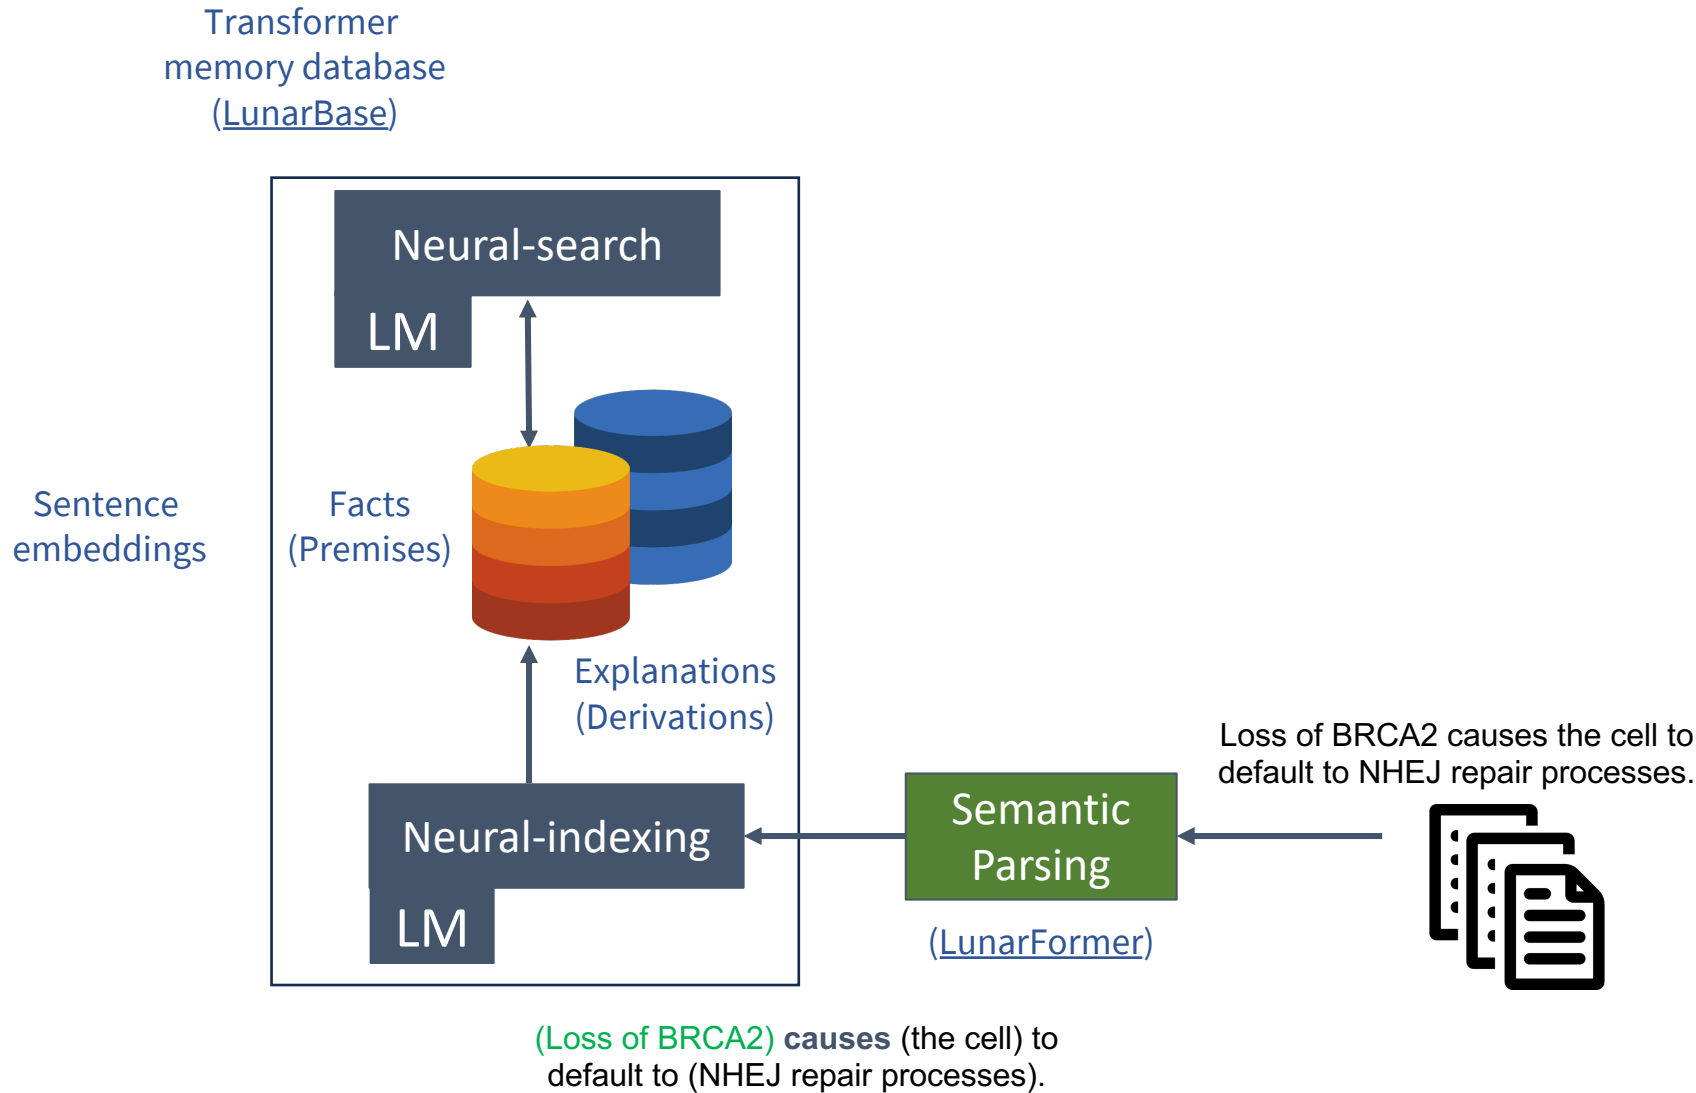 Transformer
memory database
(LunarBase)
Neural-search
LM
Sentence
embeddings
Facts
(Premises)
Explanations
(Derivations)
Neural-indexing
LM
Semantic
Parsing
(LunarFormer)
Loss of BRCA2 causes the cell to
default to NHEJ repair processes.
(Loss of BRCA2) causes (the cell) to
default to (NHEJ repair processes).